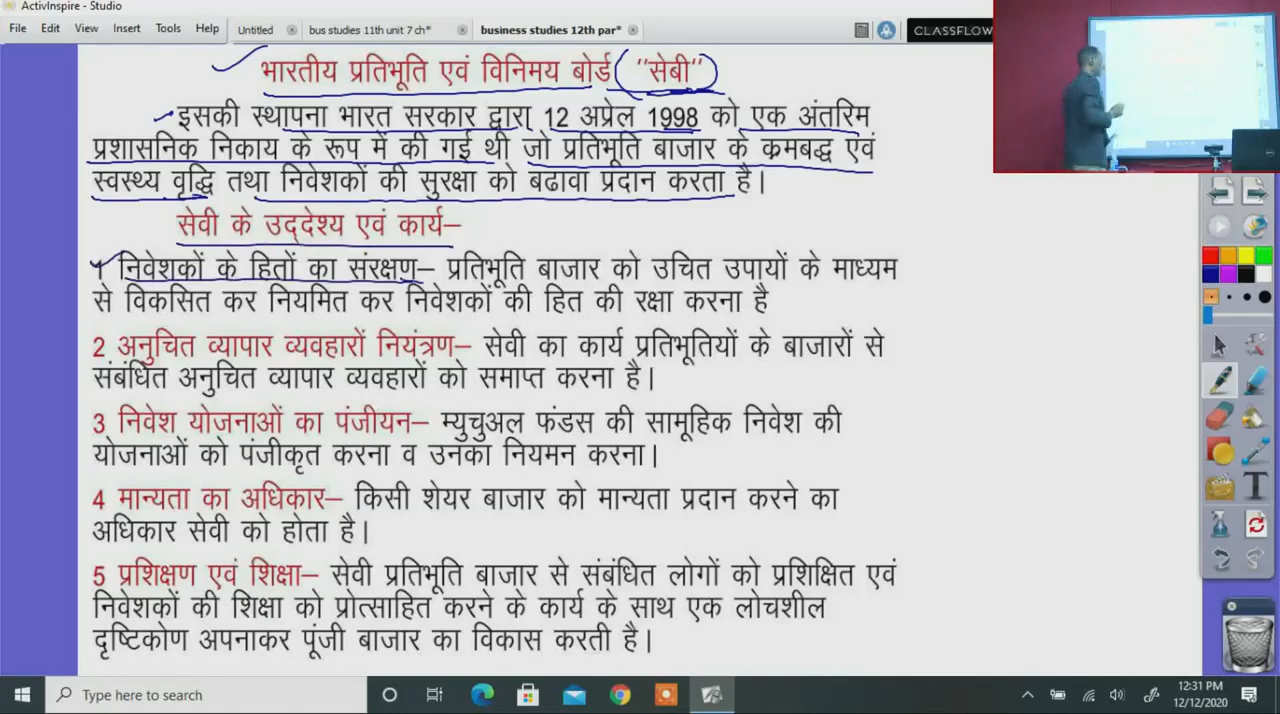 ActivInspire - Studio
File Edit View Insert Tools Help Untitled bus studies 11th unit 7 ch* business studies 12th par* CLASSFLOW
भारतीय प्रतिभूति एवं विनिमय बोर्ड "सेबी"
इसकी स्थापना भारत सरकार द्वारा 12 अप्रेल 1998 को एक अंतरिम
प्रशासनिक निकाय के रूप में की गई थी जो प्रतिभूति बाजार के क्रमबद्ध एवं
स्वस्थ्य वृद्धि तथा निवेशकों की सुरक्षा को बढावा प्रदान करता है।
सेवी के उद्‌देश्य एवं कार्य–
1 निवेशकों के हितों का संरक्षण– प्रतिभूति बाजार को उचित उपायों के माध्यम
से विकसित कर नियमित कर निवेशकों की हित की रक्षा करना है
2 अनुचित व्यापार व्यवहारों नियंत्रण– सेवी का कार्य प्रतिभूतियों के बाजारों से
संबंधित अनुचित व्यापार व्यवहारों को समाप्त करना है।
3 निवेश योजनाओं का पंजीयन– म्युचुअल फंडस की सामूहिक निवेश की
योजनाओं को पंजीकृत करना व उनका नियमन करना।
4 मान्यता का अधिकार– किसी शेयर बाजार को मान्यता प्रदान करने का
अधिकार सेवी को होता है।
5 प्रशिक्षण एवं शिक्षा– सेवी प्रतिभूति बाजार से संबंधित लोगों को प्रशिक्षित एवं
निवेशकों की शिक्षा को प्रोत्साहित करने के कार्य के साथ एक लोचशील
दृष्टिकोण अपनाकर पूंजी बाजार का विकास करती है।
Type here to search
12:31 PM
12/12/2020